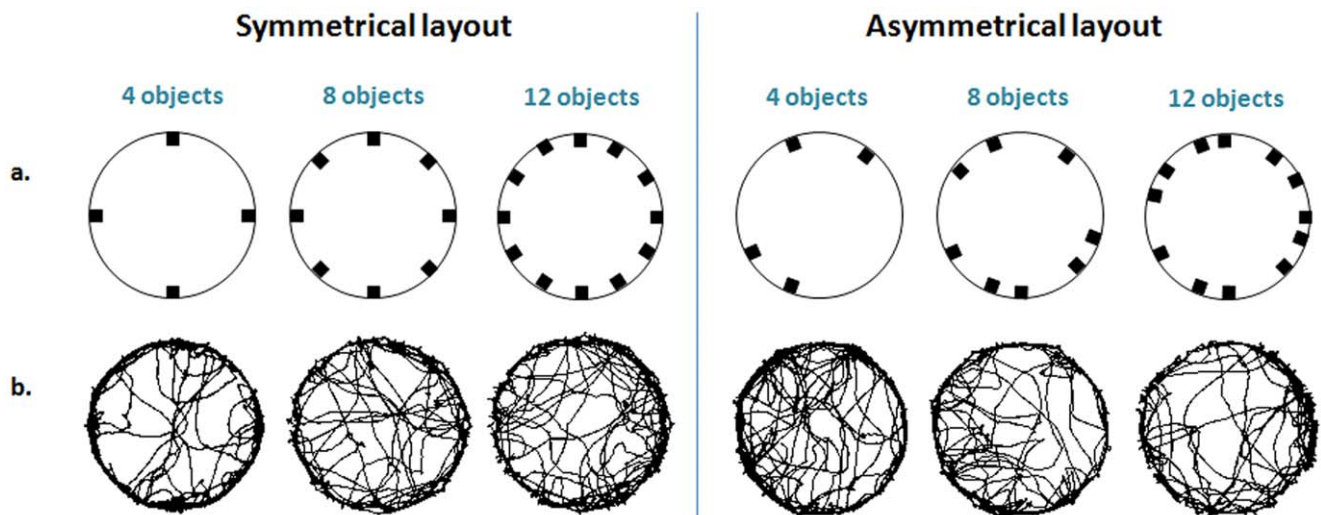 Symmetrical layout
Asymmetrical layout
4 objects
8 objects
12 objects
4 objects
8 objects
12 objects
a.
b.